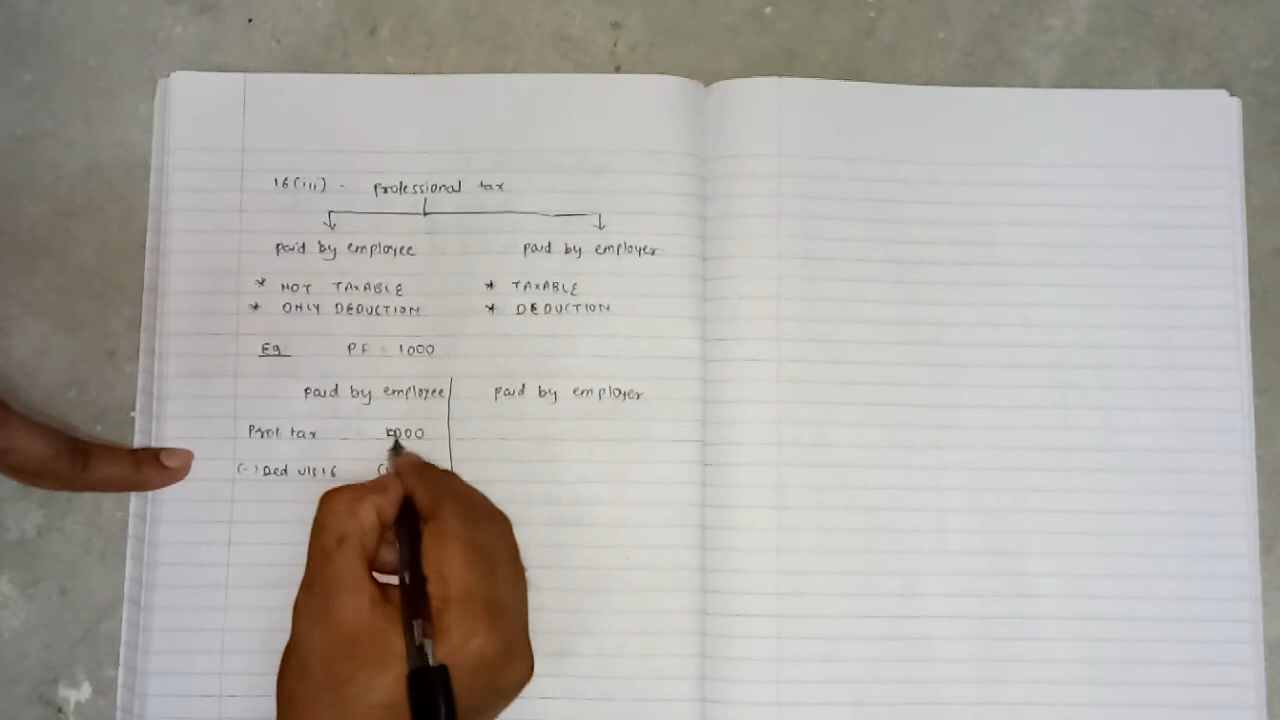 16(iii) - Professional tax
paid by employee paid by employer
* NOT TAXABLE * TAXABLE
* ONLY DEDUCTION * DEDUCTION
Eg PF = 1000
paid by employee paid by employer
Prof. tax 1000
(-) Ded u/s 16 (